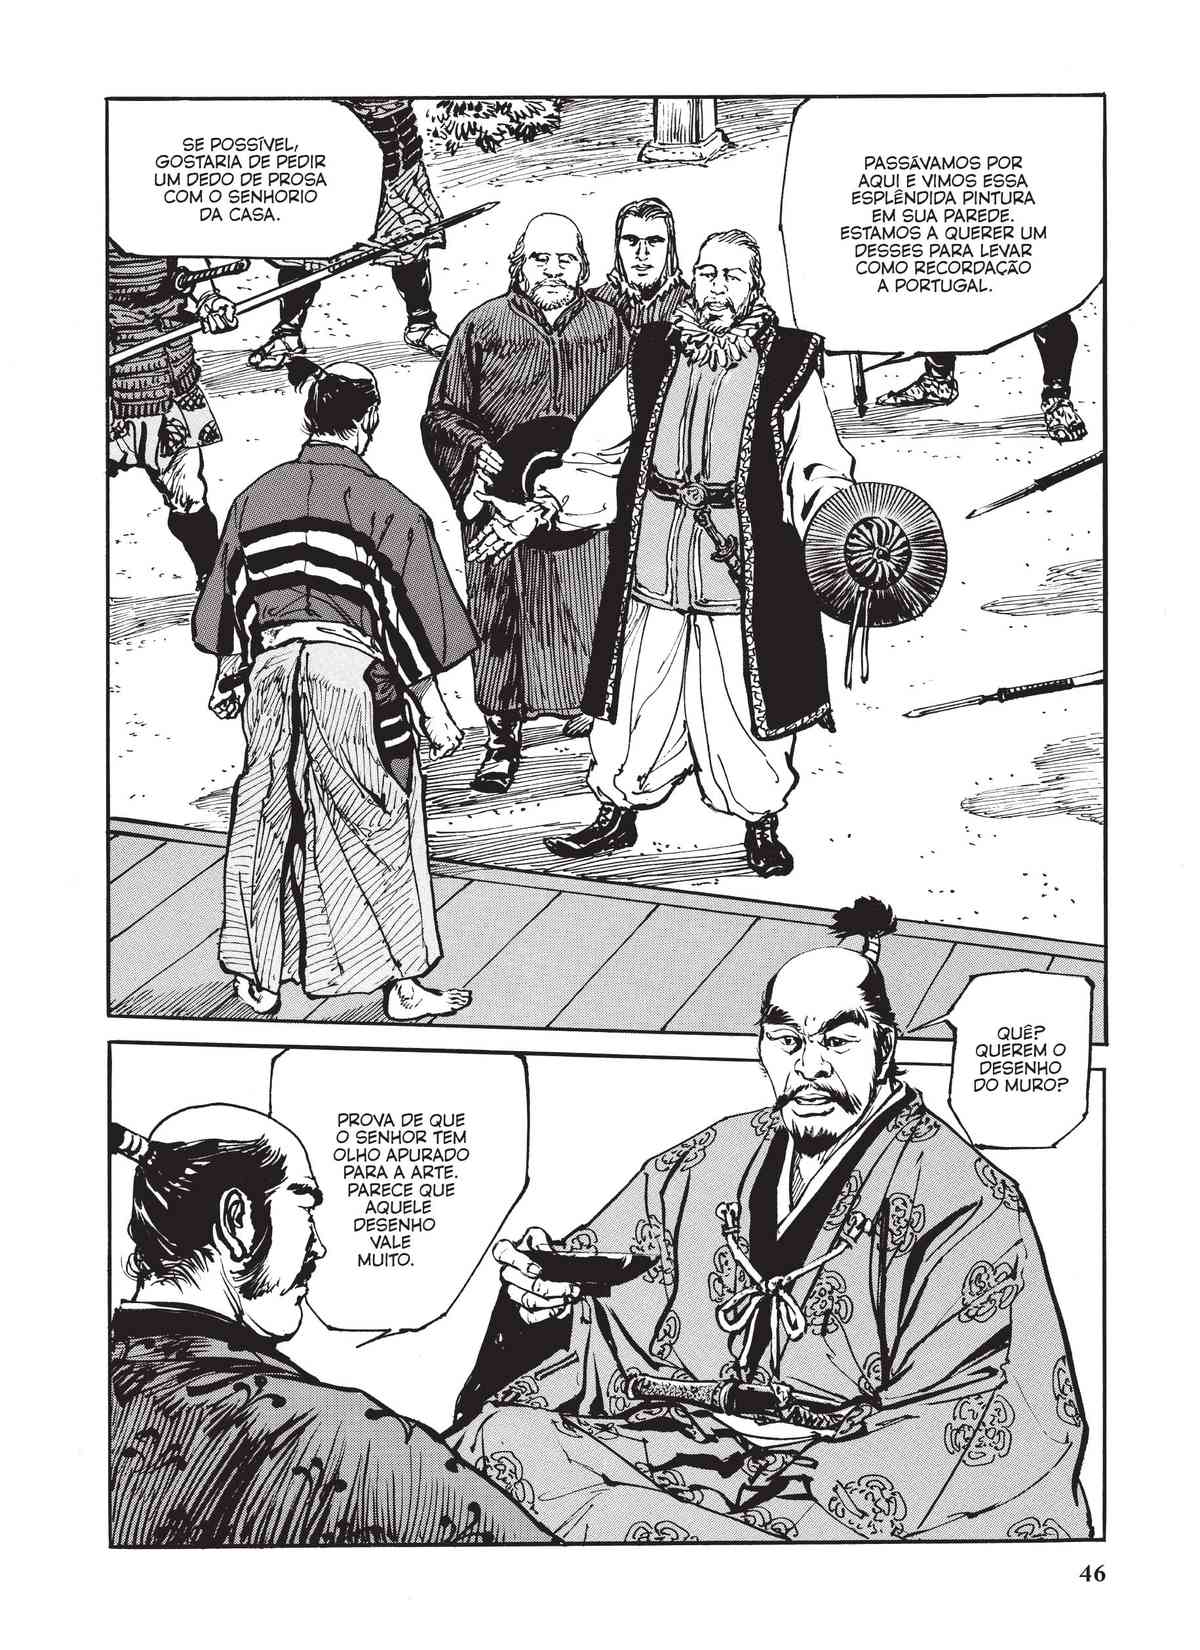 PASSÁVAMOS POR
AQUI E VIMOS ESSA
ESPLÊNDIDA PINTURA
EM SUA PAREDE.
ESTAMOS A QUERER UM
DESSES PARA LEVAR
COMO RECORDAÇÃO
A PORTUGAL.
SE POSSÍVEL,
GOSTARIA DE PEDIR
UM DEDO DE PROSA
COM O SENHORIO
DA CASA.
QUÊ?
QUEREM O
DESENHO
DO MURO?
PROVA DE QUE
O SENHOR TEM
OLHO APURADO
PARA A ARTE.
PARECE QUE
AQUELE
DESENHO
VALE
MUITO.
46